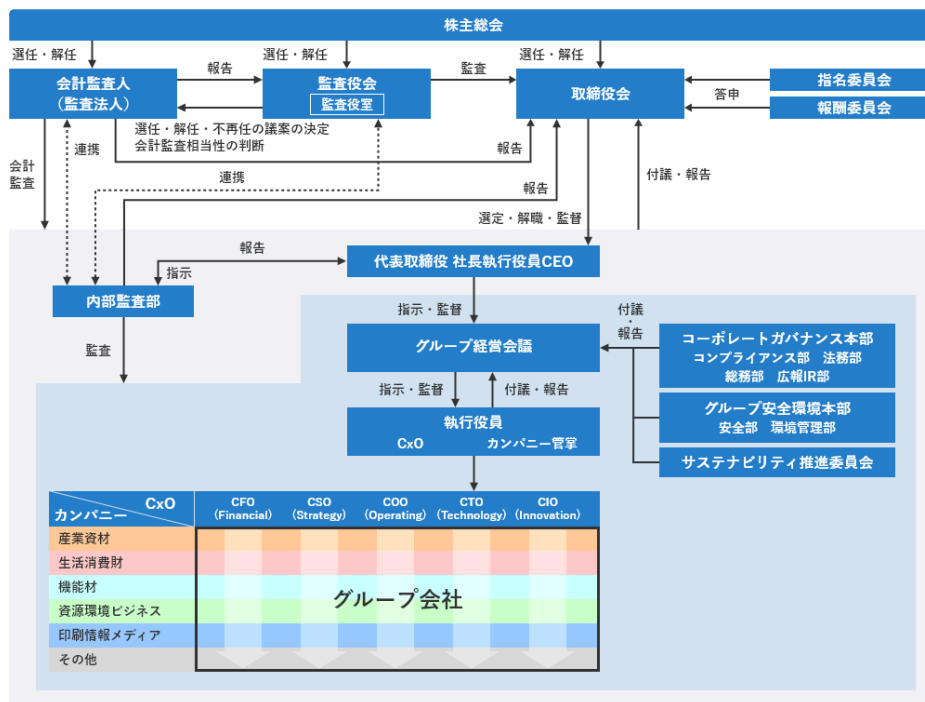 株主総会
選任・解任
選任・解任
選任・解任
会計監査人
（監査法人）
報告
監査役会
監査役室
監査
取締役会
指名委員会
答申
報酬委員会
選任・解任・不再任の議案の決定
会計監査相当性の判断
連携
報告
会計
監査
連携
報告
付議・報告
選定・解職・監督
報告
代表取締役 社長執行役員CEO
指示
内部監査部
指示・監督
付議
・
報告
監査
グループ経営会議
コーポレートガバナンス本部
コンプライアンス部　法務部
総務部　広報IR部
指示・監督
付議・報告
グループ安全環境本部
安全部　環境管理部
執行役員
CxO　カンパニー管掌
サステナビリティ推進委員会
CxO
カンパニー
CFO
(Financial)
CSO
(Strategy)
COO
(Operating)
CTO
(Technology)
CIO
(Innovation)
産業資材
生活消費財
機能材
グループ会社
資源環境ビジネス
印刷情報メディア
その他